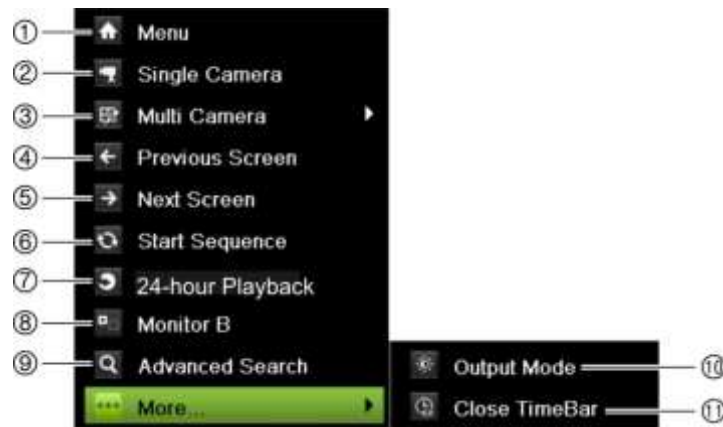 ① Menu
② Single Camera
③ Multi Camera
④ Previous Screen
⑤ Next Screen
⑥ Start Sequence
⑦ 24-hour Playback
⑧ Monitor B
⑨ Advanced Search
More...
Output Mode ⑩
Close TimeBar ⑪